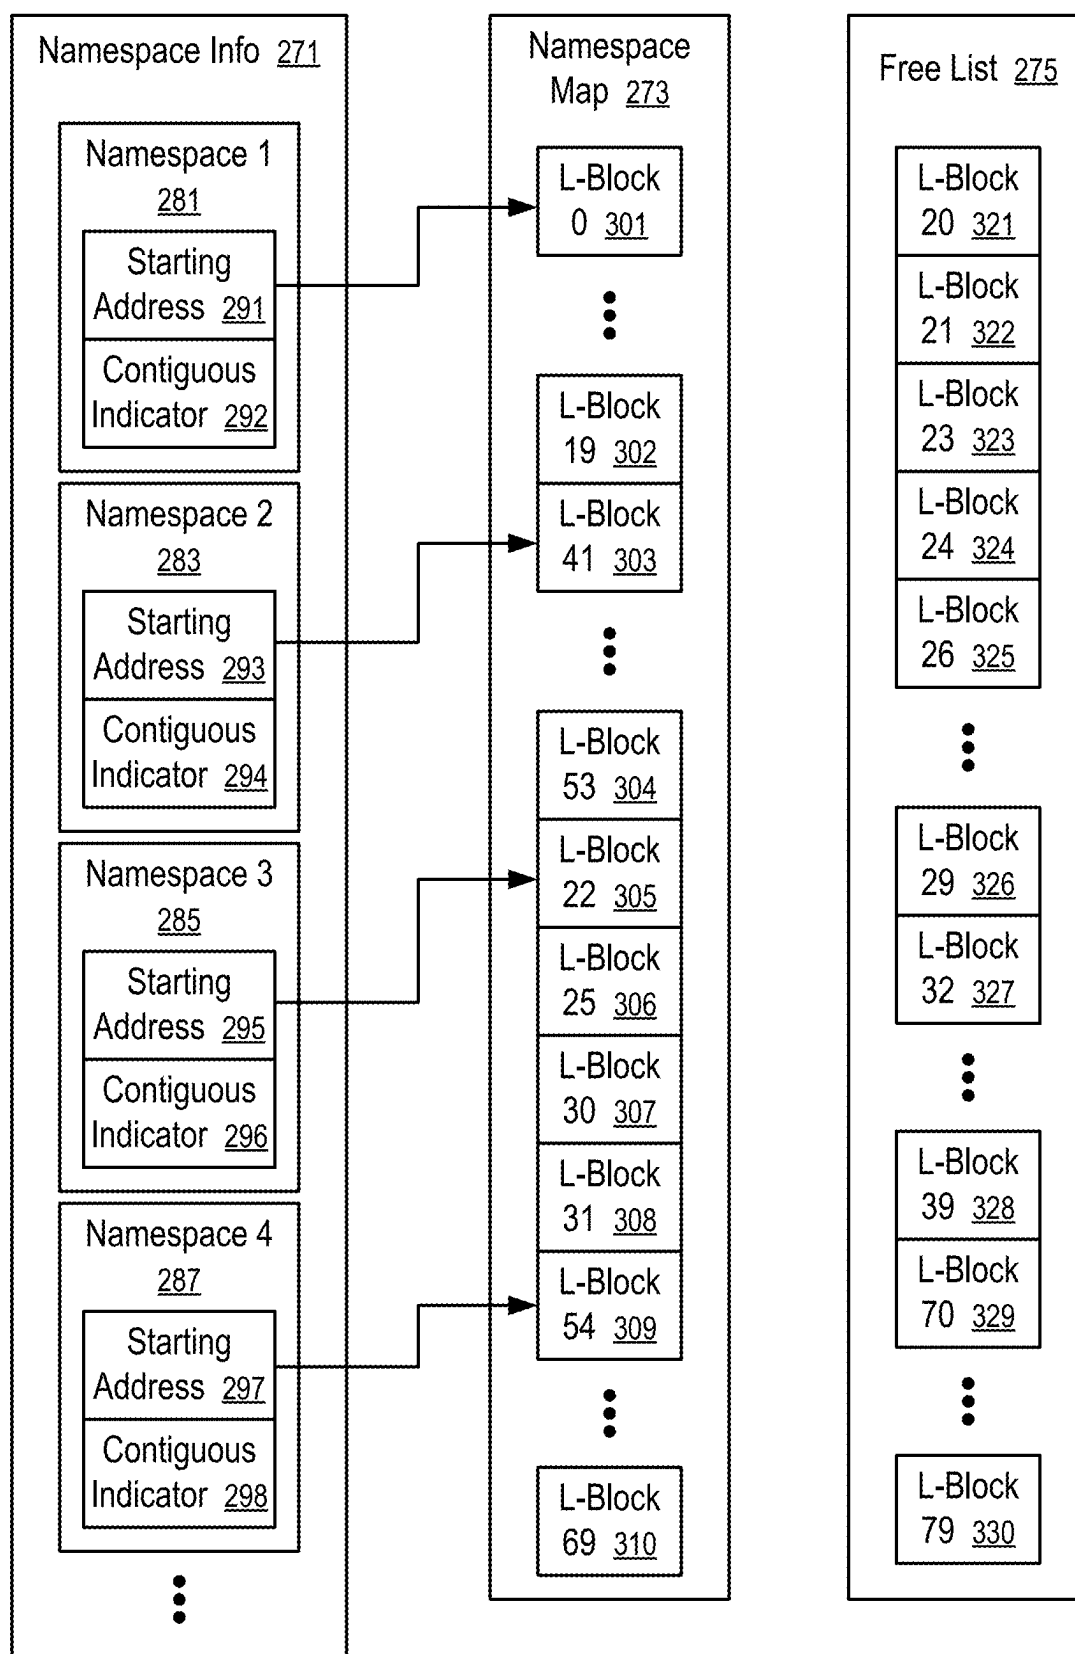 Namespace Info 271
Namespace 1
281
Starting
Address 291
Contiguous
Indicator 292
Namespace 2
283
Starting
Address 293
Contiguous
Indicator 294
Namespace 3
285
Starting
Address 295
Contiguous
Indicator 296
Namespace 4
287
Starting
Address 297
Contiguous
Indicator 298
Namespace
Map 273
L-Block
0 301
L-Block
19 302
L-Block
41 303
L-Block
53 304
L-Block
22 305
L-Block
25 306
L-Block
30 307
L-Block
31 308
L-Block
54 309
L-Block
69 310
Free List 275
L-Block
20 321
L-Block
21 322
L-Block
23 323
L-Block
24 324
L-Block
26 325
L-Block
29 326
L-Block
32 327
L-Block
39 328
L-Block
70 329
L-Block
79 330